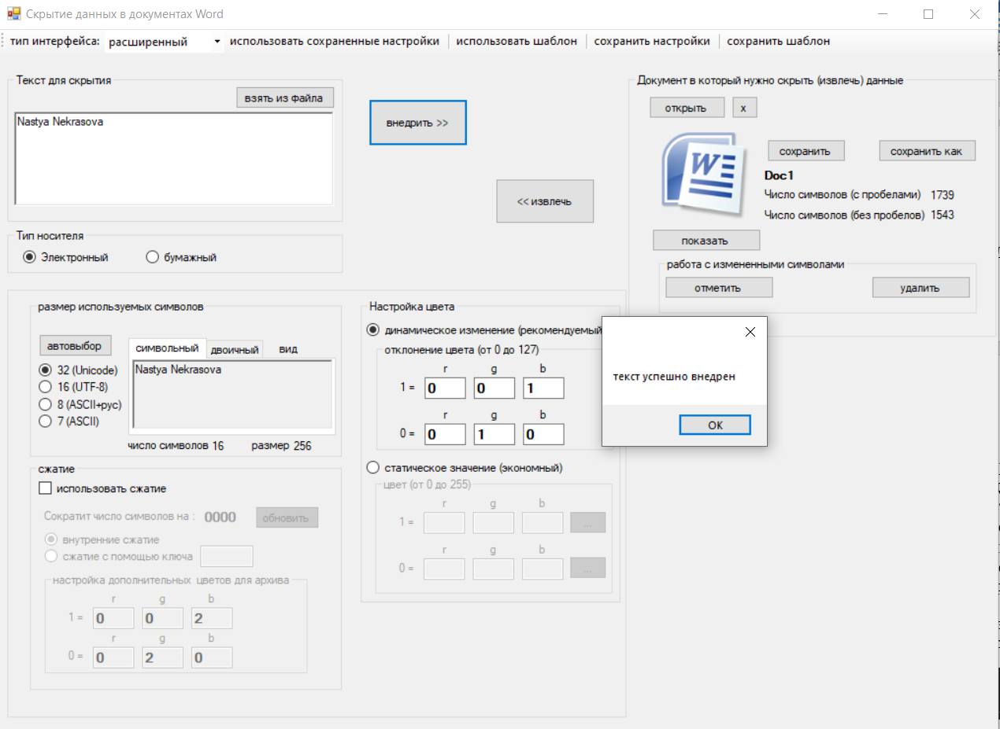 Скрытие данных в документах Word
тип интерфейса: расширенный использовать сохраненные настройки использовать шаблон сохранить настройки сохранить шаблон
Текст для скрытия
взять из файла
Nastya Nekrasova
внедрить >>
<< извлечь
Документ в который нужно скрыть (извлечь) данные
открыть x
W
сохранить сохранить как
Doc1
Число символов (с пробелами) 1739
Число символов (без пробелов) 1543
показать
работа с измененными символами
отметить удалить
Тип носителя
Электронный бумажный
размер используемых символов
автовыбор
символьный двоичный вид
32 (Unicode)
16 (UTF-8)
8 (ASCII+рус)
7 (ASCII)
Nastya Nekrasova
число символов 16 размер 256
сжатие
использовать сжатие
Сократит число символов на : 0000 обновить
внутренние сжатие
сжатие с помощью ключа
настройка дополнительных цветов для архива
r g b
1 = 0 0 2
r g b
0 = 0 2 0
Настройка цвета
динамическое изменение (рекомендуемый
отклонение цвета (от 0 до 127)
r g b
1 = 0 0 1
r g b
0 = 0 1 0
статическое значение (экономный)
цвет (от 0 до 255)
r g b
1 = ...
r g b
0 = ...
текст успешно внедрен
OK